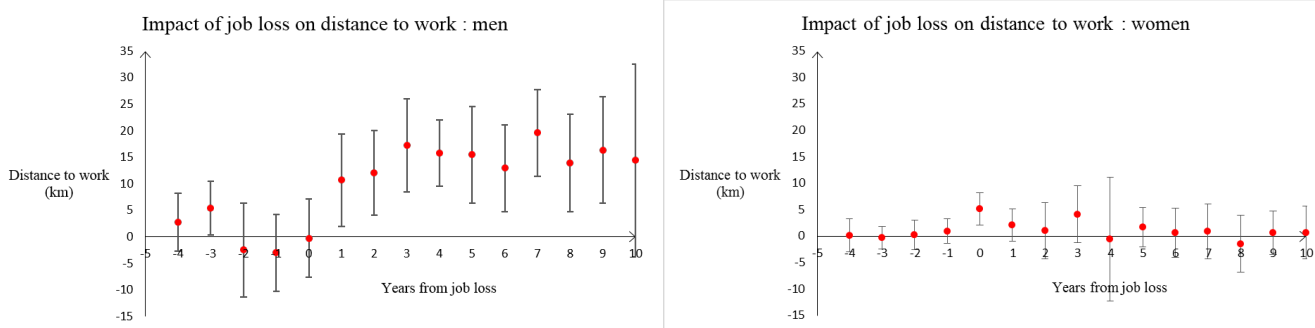 Impact of job loss on distance to work : men
35
30
25
20
15
10
5
0
-5
-10
-15
Distance to work
(km)
-5 -4 -3 -2 -1 0 1 2 3 4 5 6 7 8 9 10
Years from job loss
Impact of job loss on distance to work : women
35
30
25
20
15
10
5
0
-5
-10
-15
Distance to work
(km)
-5 -4 -3 -2 -1 0 1 2 3 4 5 6 7 8 9 10
Years from job loss